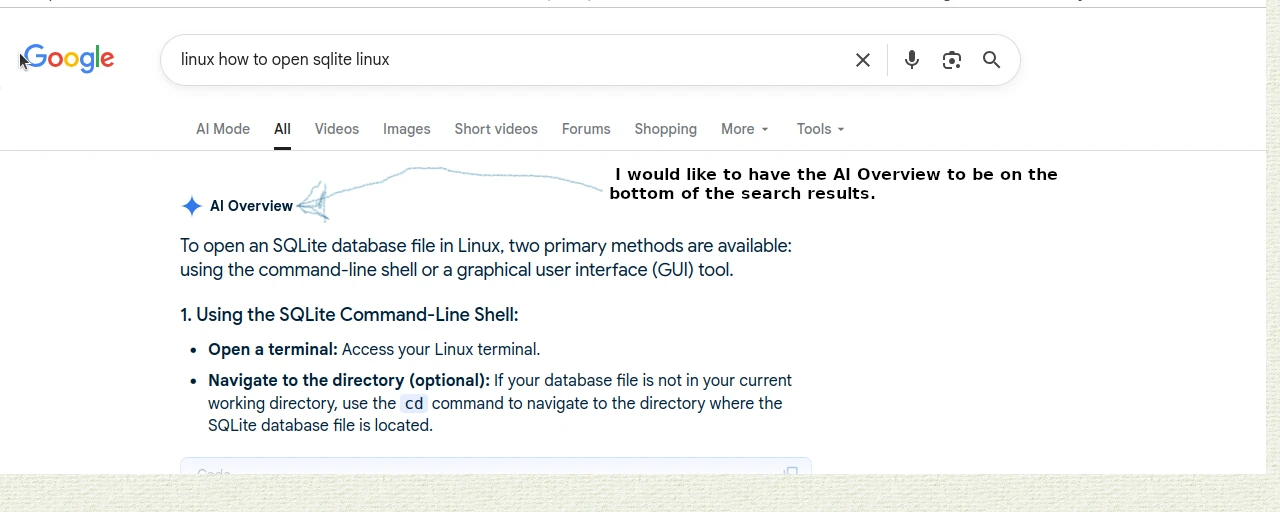 Google
linux how to open sqlite linux
AI Mode All Videos Images Short videos Forums Shopping More Tools
I would like to have the AI Overview to be on the
bottom of the search results.
AI Overview
To open an SQLite database file in Linux, two primary methods are available:
using the command-line shell or a graphical user interface (GUI) tool.
1. Using the SQLite Command-Line Shell:
• Open a terminal: Access your Linux terminal.
• Navigate to the directory (optional): If your database file is not in your current
working directory, use the cd command to navigate to the directory where the
SQLite database file is located.
Code